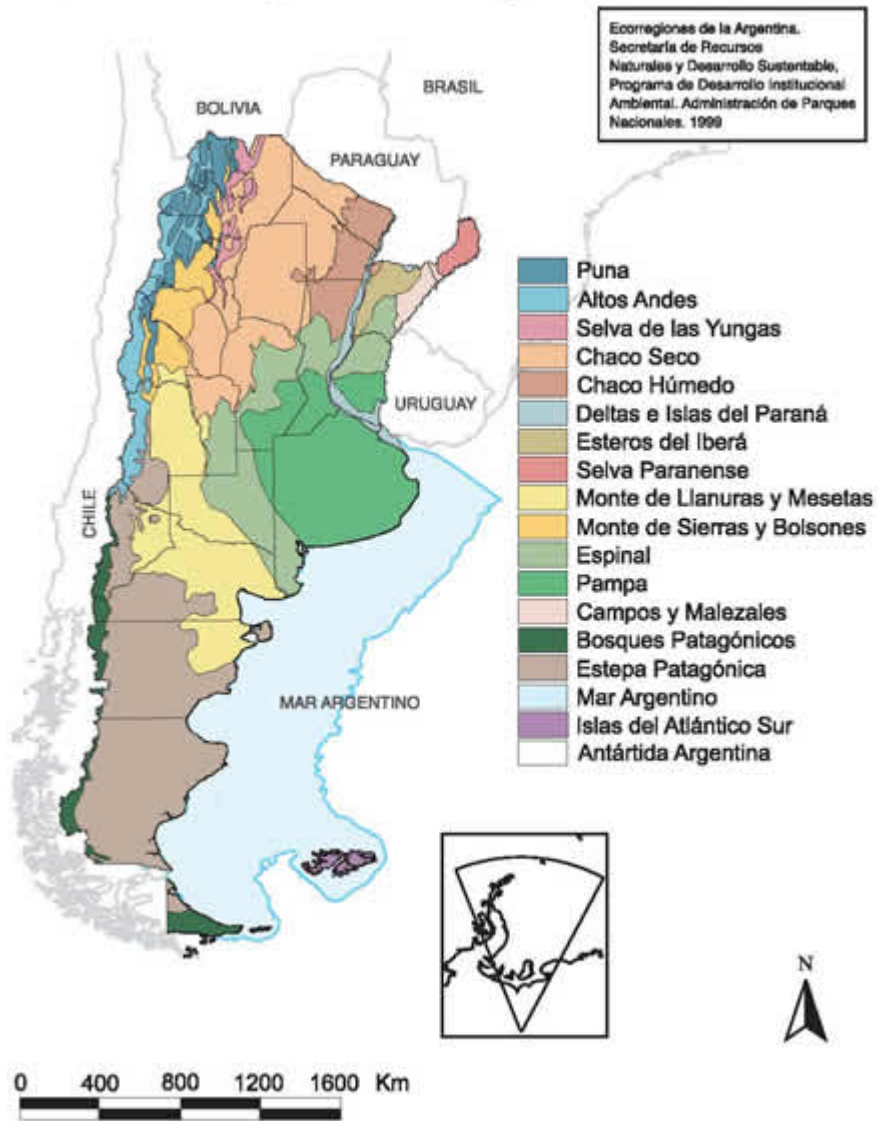 Ecorregiones de la Argentina.
Secretaría de Recursos
Naturales y Desarrollo Sustentable,
Programa de Desarrollo Institucional
Ambiental. Administración de Parques
Nacionales. 1999
BRASIL
BOLIVIA
PARAGUAY
URUGUAY
CHILE
MAR ARGENTINO
Puna
Altos Andes
Selva de las Yungas
Chaco Seco
Chaco Húmedo
Deltas e Islas del Paraná
Esteros del Iberá
Selva Paranense
Monte de Llanuras y Mesetas
Monte de Sierras y Bolsones
Espinal
Pampa
Campos y Malezales
Bosques Patagónicos
Estepa Patagónica
Mar Argentino
Islas del Atlántico Sur
Antártida Argentina
N
0 400 800 1200 1600 Km